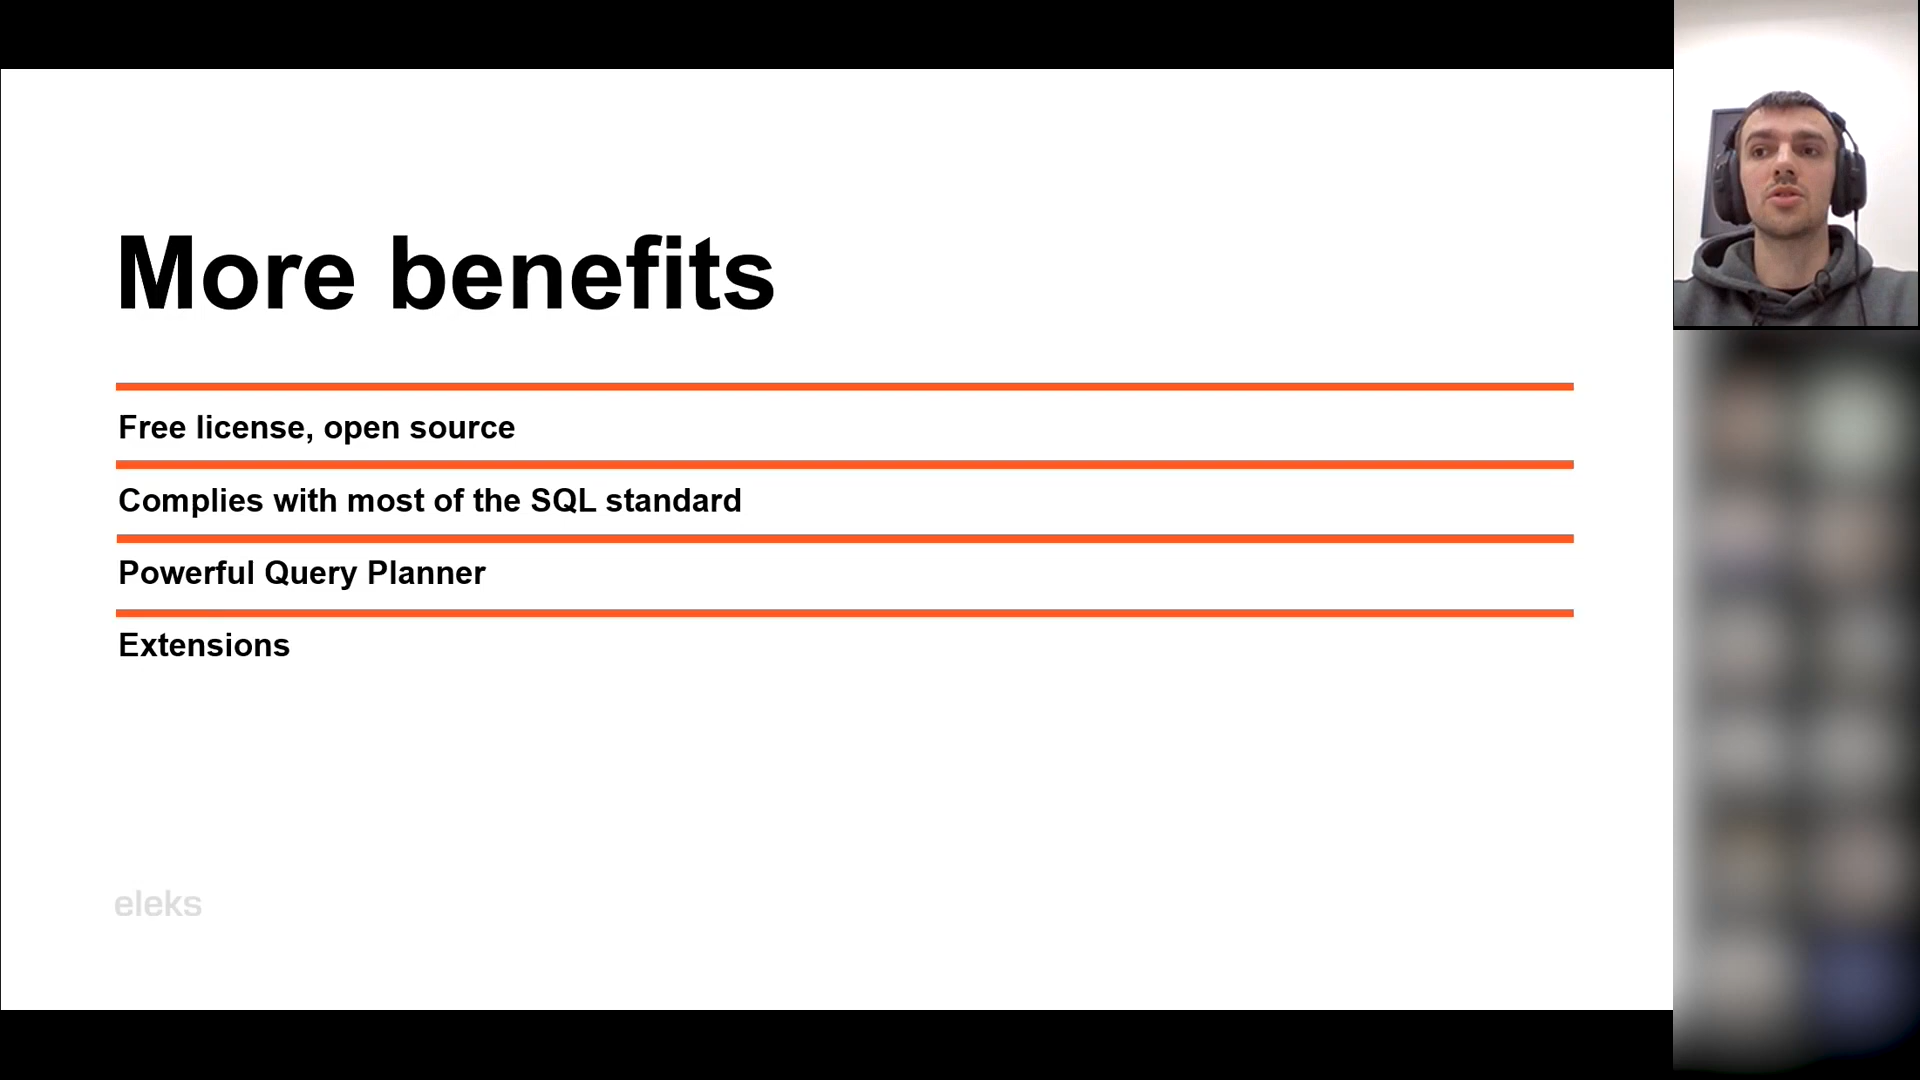 More benefits
Free license, open source
Complies with most of the SQL standard
Powerful Query Planner
Extensions
eleks